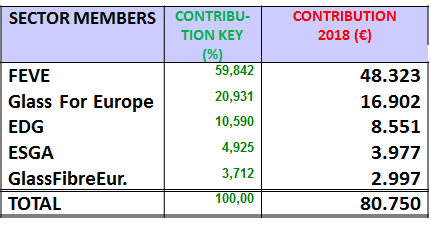 SECTOR MEMBERS CONTRIBU- CONTRIBUTION
TION KEY 2018 (€)
(%)
FEVE 59,842 48.323
Glass For Europe 20,931 16.902
EDG 10,590 8.551
ESGA 4,925 3.977
GlassFibreEur. 3,712 2.997
TOTAL 100,00 80.750